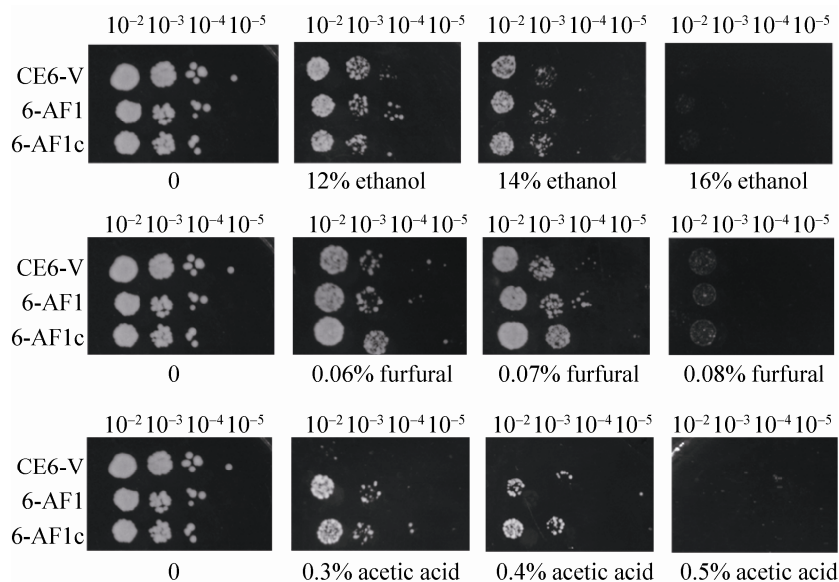 10⁻² 10⁻³ 10⁻⁴ 10⁻⁵ 10⁻² 10⁻³ 10⁻⁴ 10⁻⁵ 10⁻² 10⁻³ 10⁻⁴ 10⁻⁵ 10⁻² 10⁻³ 10⁻⁴ 10⁻⁵
CE6-V
6-AF1
6-AF1c
0 12% ethanol 14% ethanol 16% ethanol
10⁻² 10⁻³ 10⁻⁴ 10⁻⁵ 10⁻² 10⁻³ 10⁻⁴ 10⁻⁵ 10⁻² 10⁻³ 10⁻⁴ 10⁻⁵ 10⁻² 10⁻³ 10⁻⁴ 10⁻⁵
CE6-V
6-AF1
6-AF1c
0 0.06% furfural 0.07% furfural 0.08% furfural
10⁻² 10⁻³ 10⁻⁴ 10⁻⁵ 10⁻² 10⁻³ 10⁻⁴ 10⁻⁵ 10⁻² 10⁻³ 10⁻⁴ 10⁻⁵ 10⁻² 10⁻³ 10⁻⁴ 10⁻⁵
CE6-V
6-AF1
6-AF1c
0 0.3% acetic acid 0.4% acetic acid 0.5% acetic acid